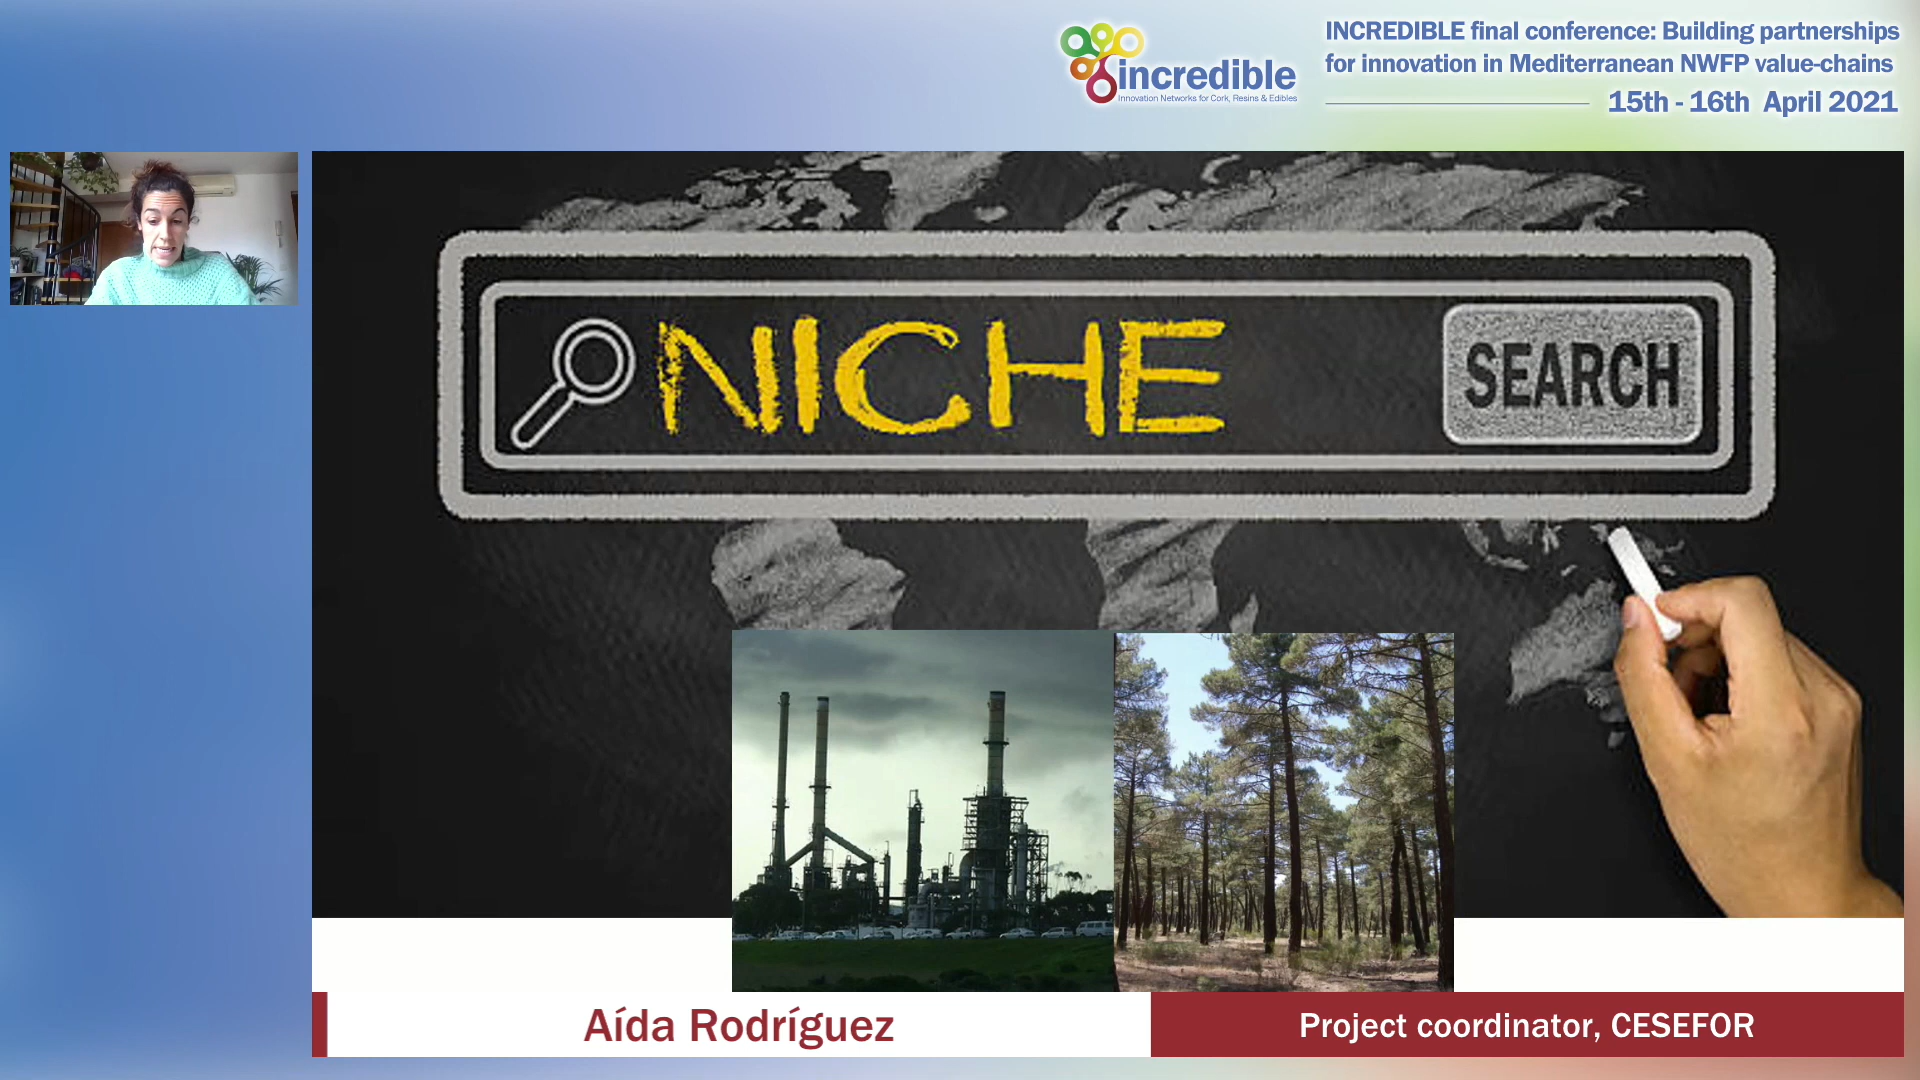 incredible
Innovation Networks for Cork, Resins & Edibles
INCREDIBLE final conference: Building partnerships
for innovation in Mediterranean NWFP value-chains
15th - 16th April 2021
NICHE
SEARCH
Aída Rodríguez
Project coordinator, CESEFOR